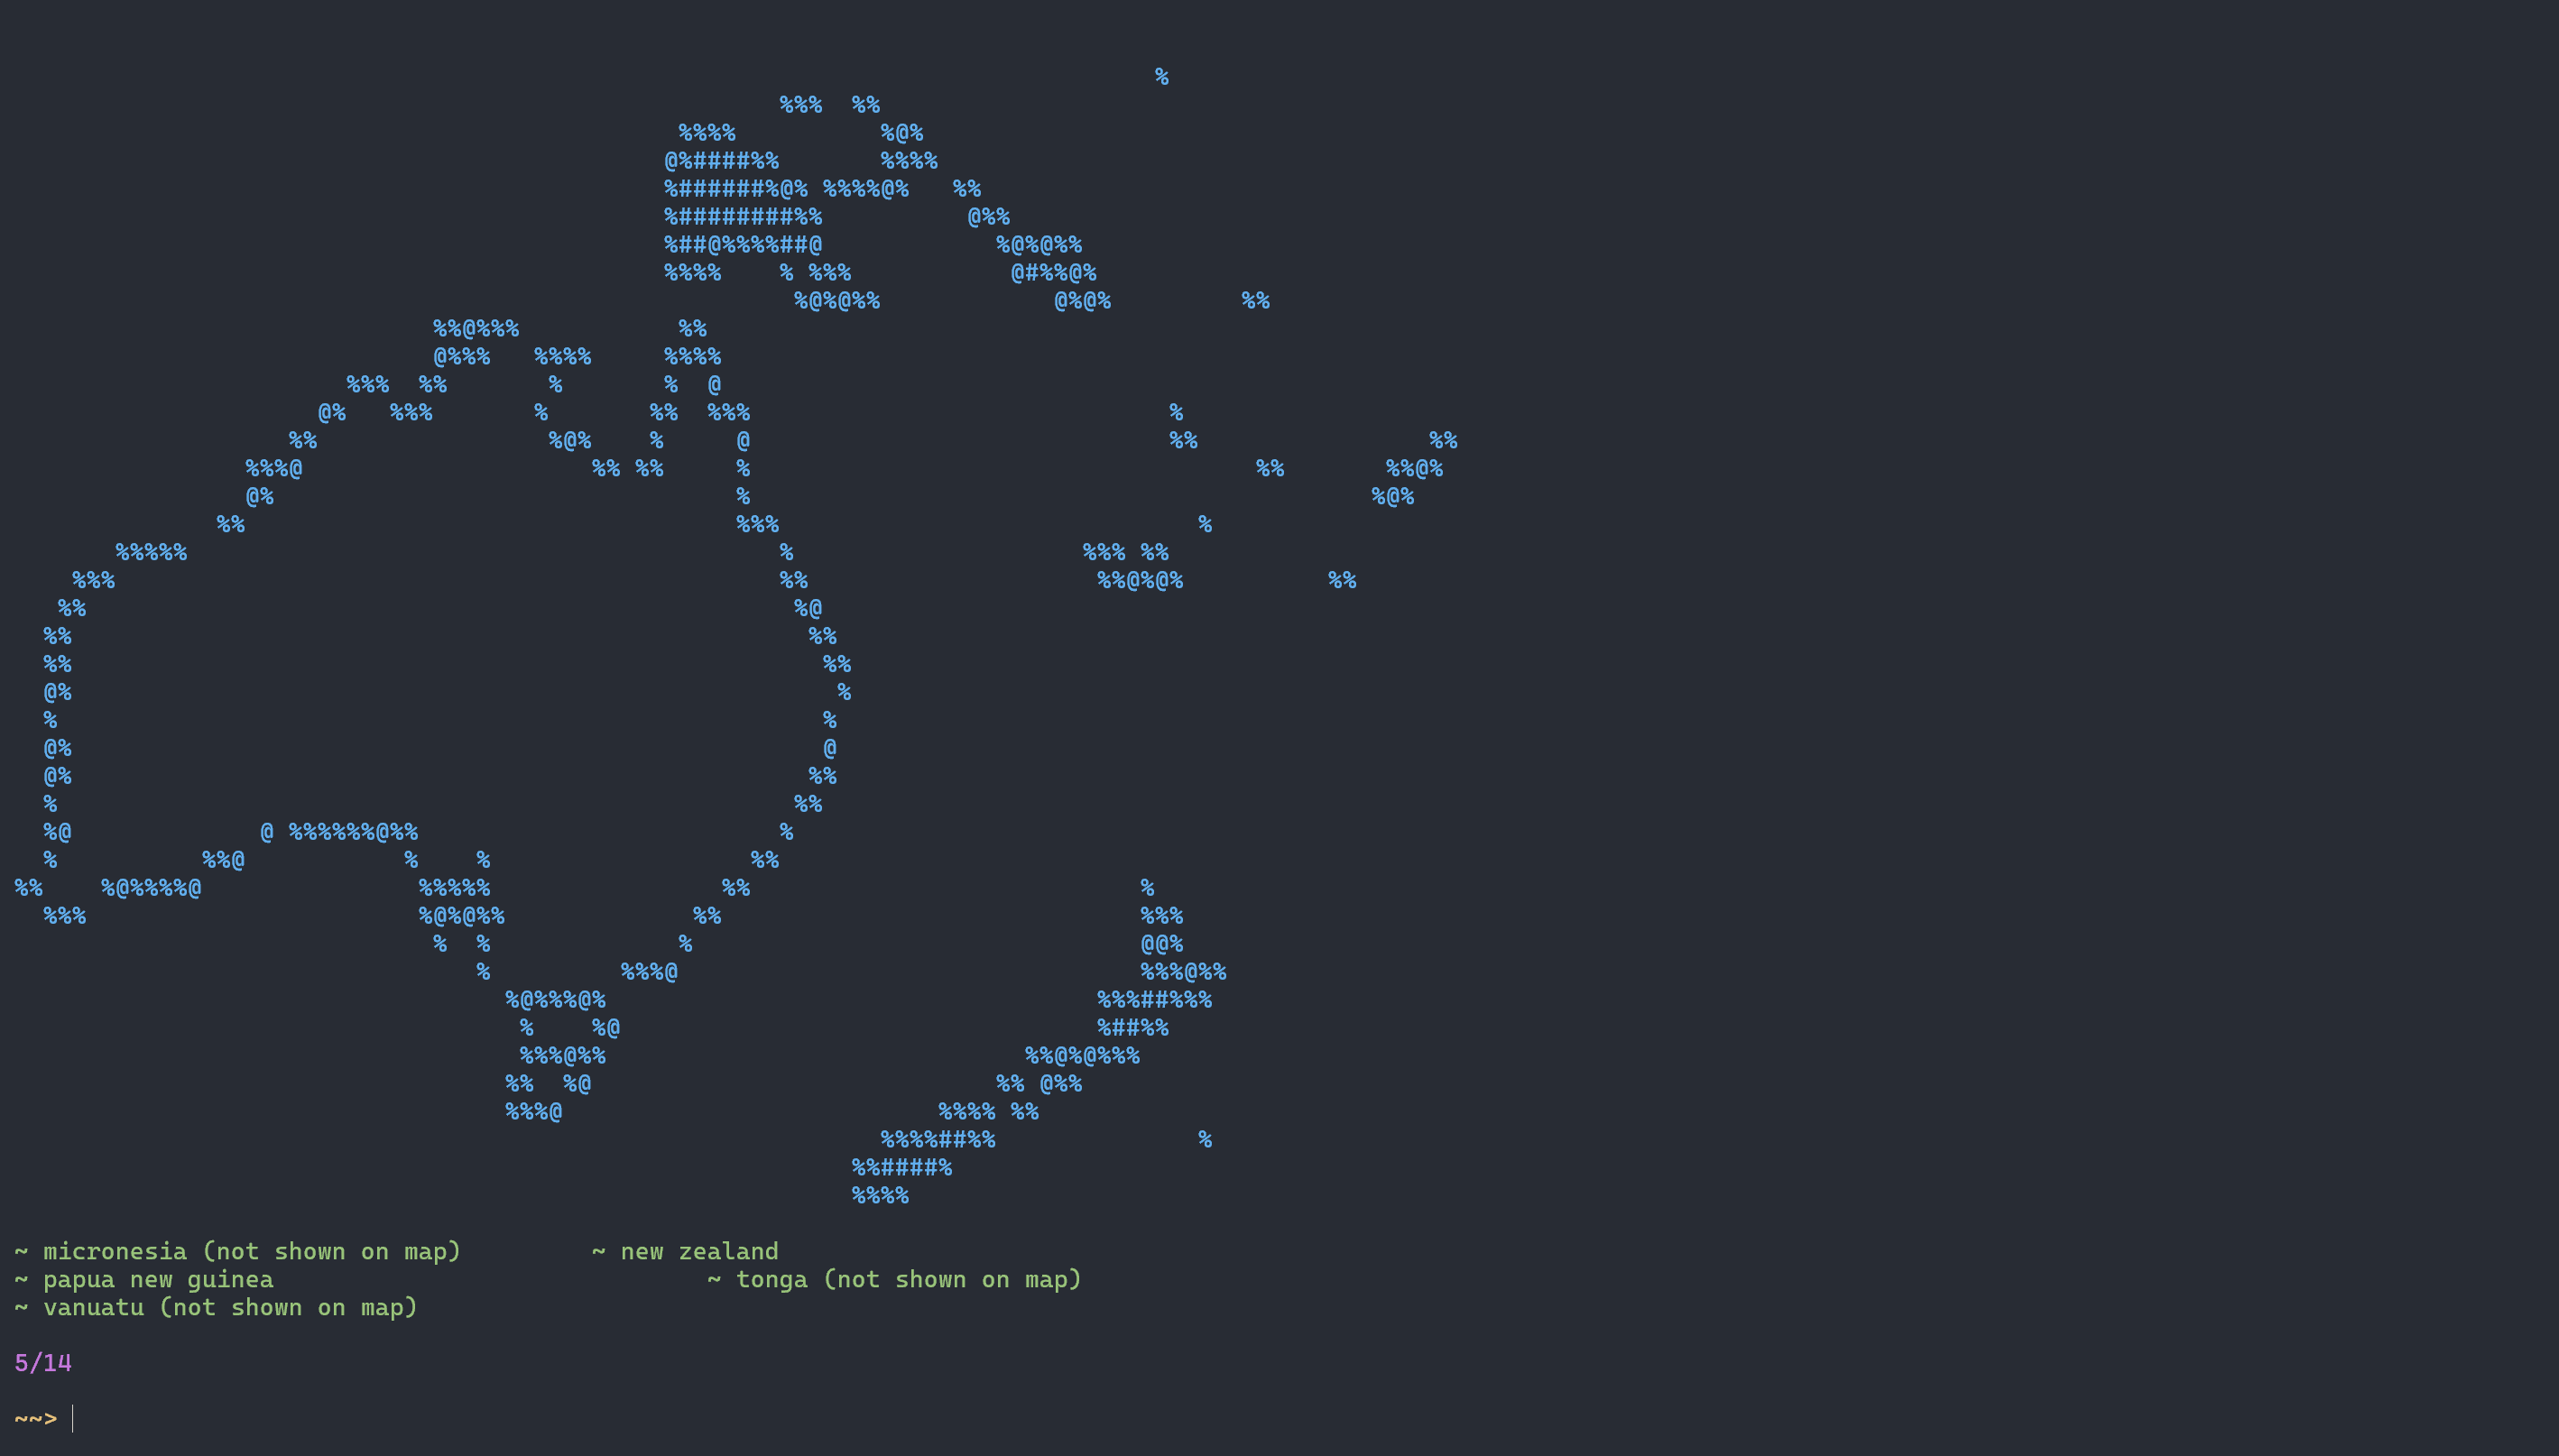 ~ micronesia (not shown on map)         ~ new zealand
~ papua new guinea                              ~ tonga (not shown on map)
~ vanuatu (not shown on map)
5/14
~~>